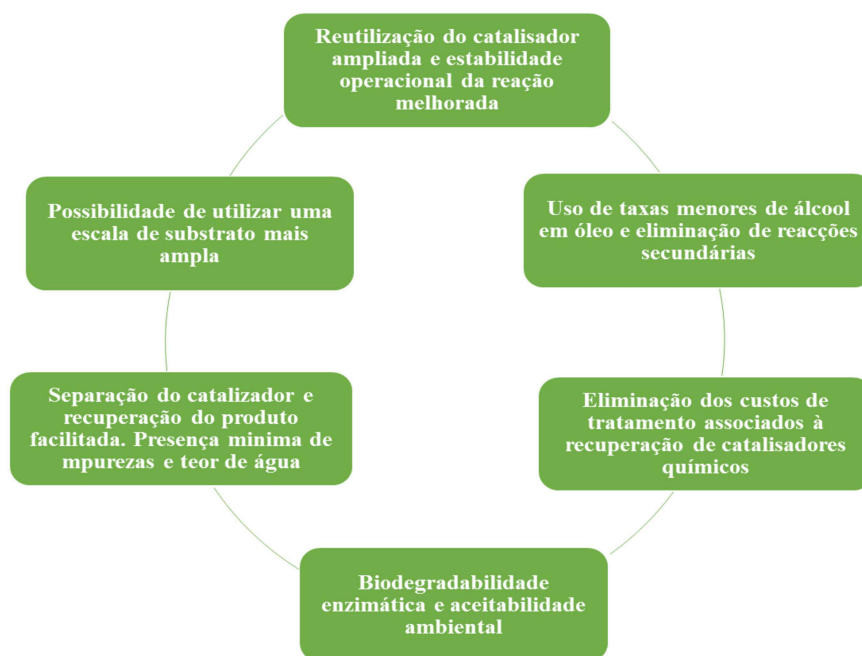 Reutilização do catalisador
ampliada e estabilidade
operacional da reação
melhorada
Uso de taxas menores de álcool
em óleo e eliminação de reacções
secundárias
Eliminação dos custos de
tratamento associados à
recuperação de catalisadores
químicos
Biodegradabilidade
enzimática e aceitabilidade
ambiental
Separação do catalizador e
recuperação do produto
facilitada. Presença minima de
mpurezas e teor de água
Possibilidade de utilizar uma
escala de substrato mais
ampla